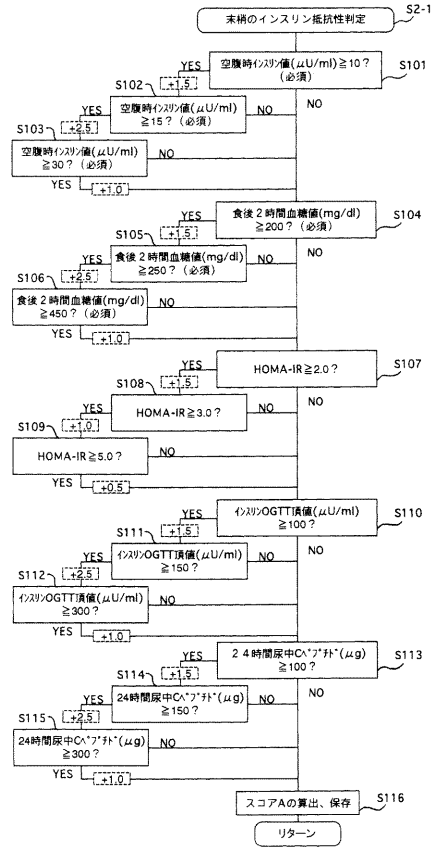 S2-1
末梢のインスリン抵抗性判定
S101
空腹時ｲﾝｽﾘﾝ値(μU/ml)≧10?
(必須)
YES
+1.5
NO
S102
空腹時ｲﾝｽﾘﾝ値(μU/ml)
≧15?(必須)
YES
+2.5
NO
S103
空腹時ｲﾝｽﾘﾝ値(μU/ml)
≧30?(必須)
NO
YES
+1.0
S104
食後2時間血糖値(mg/dl)
≧200?(必須)
YES
+1.5
NO
S105
食後2時間血糖値(mg/dl)
≧250?(必須)
YES
+2.5
NO
S106
食後2時間血糖値(mg/dl)
≧450?(必須)
NO
YES
+1.0
S107
HOMA-IR≧2.0?
YES
+1.5
NO
S108
HOMA-IR≧3.0?
YES
+1.0
NO
S109
HOMA-IR≧5.0?
NO
YES
+0.5
S110
ｲﾝｽﾘﾝOGTT頂値(μU/ml)
≧100?
YES
+1.5
NO
S111
ｲﾝｽﾘﾝOGTT頂値(μU/ml)
≧150?
YES
+2.5
NO
S112
ｲﾝｽﾘﾝOGTT頂値(μU/ml)
≧300?
NO
YES
+1.0
S113
24時間尿中Cﾍﾟﾌﾟﾁﾄﾞ(μg)
≧100?
YES
+1.5
NO
S114
24時間尿中Cﾍﾟﾌﾟﾁﾄﾞ(μg)
≧150?
YES
+2.5
NO
S115
24時間尿中Cﾍﾟﾌﾟﾁﾄﾞ(μg)
≧300?
NO
YES
+1.0
S116
スコアAの算出、保存
リターン